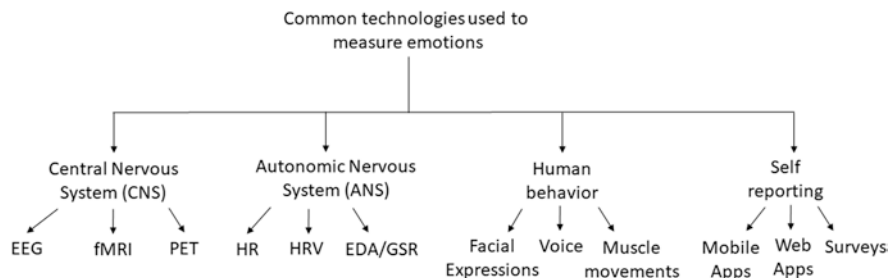 Common technologies used to
measure emotions
Central Nervous
System (CNS)
Autonomic Nervous
System (ANS)
Human
behavior
Self
reporting
EEG
fMRI
PET
HR
HRV
EDA/GSR
Facial
Expressions
Voice
Muscle
movements
Mobile
Apps
Web
Apps
Surveys